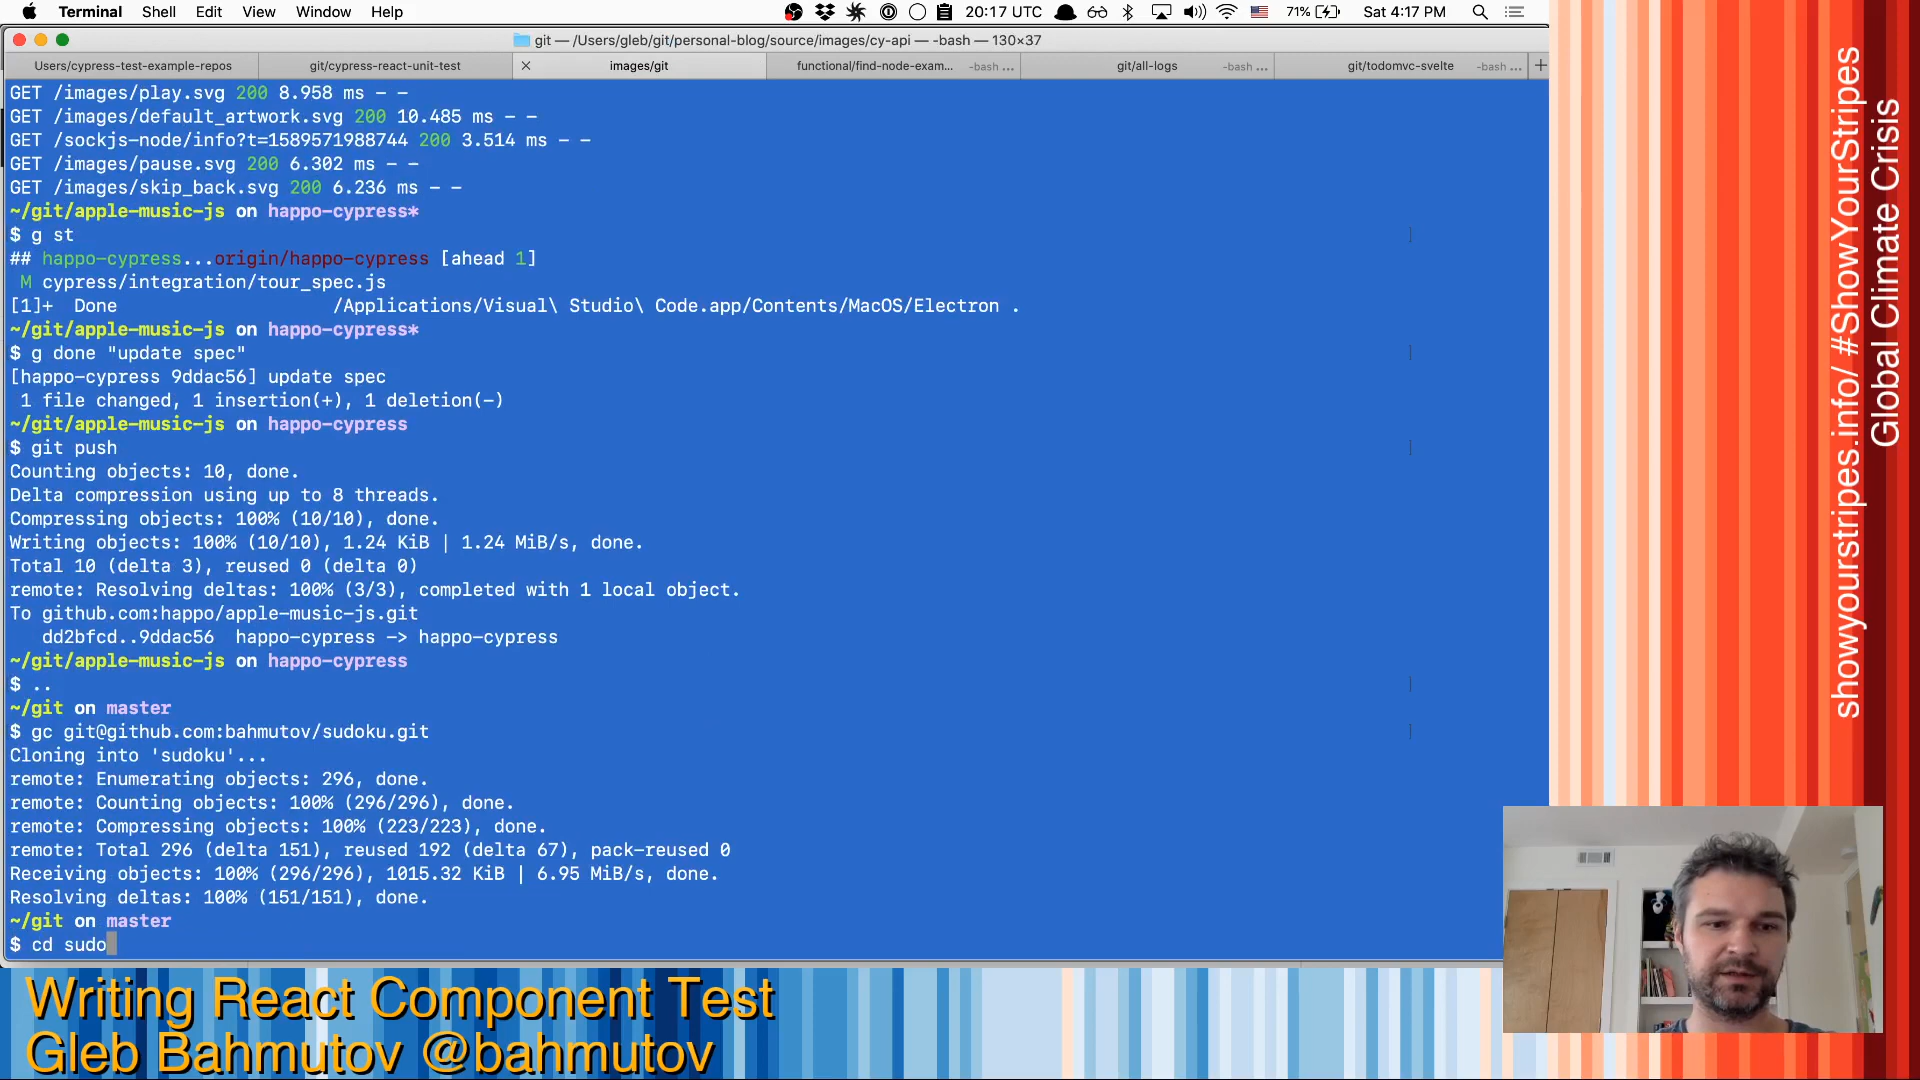 Terminal Shell Edit View Window Help 20:17 UTC 71% Sat 4:17 PM
git — /Users/gleb/git/personal-blog/source/images/cy-api — -bash — 130×37
Users/cypress-test-example-repos git/cypress-react-unit-test images/git functional/find-node-exam... -bash ... git/all-logs -bash ... git/todomvc-svelte -bash ...
GET /images/play.svg 200 8.958 ms - -
GET /images/default_artwork.svg 200 10.485 ms - -
GET /sockjs-node/info?t=1589571988744 200 3.514 ms - -
GET /images/pause.svg 200 6.302 ms - -
GET /images/skip_back.svg 200 6.236 ms - -
~/git/apple-music-js on happo-cypress*
$ g st
## happo-cypress...origin/happo-cypress [ahead 1]
M cypress/integration/tour_spec.js
[1]+ Done /Applications/Visual\ Studio\ Code.app/Contents/MacOS/Electron .
~/git/apple-music-js on happo-cypress*
$ g done "update spec"
[happo-cypress 9ddac56] update spec
1 file changed, 1 insertion(+), 1 deletion(-)
~/git/apple-music-js on happo-cypress
$ git push
Counting objects: 10, done.
Delta compression using up to 8 threads.
Compressing objects: 100% (10/10), done.
Writing objects: 100% (10/10), 1.24 KiB | 1.24 MiB/s, done.
Total 10 (delta 3), reused 0 (delta 0)
remote: Resolving deltas: 100% (3/3), completed with 1 local object.
To github.com:happo/apple-music-js.git
dd2bfcd..9ddac56 happo-cypress -> happo-cypress
~/git/apple-music-js on happo-cypress
$ ..
~/git on master
$ gc git@github.com:bahmutov/sudoku.git
Cloning into 'sudoku'...
remote: Enumerating objects: 296, done.
remote: Counting objects: 100% (296/296), done.
remote: Compressing objects: 100% (223/223), done.
remote: Total 296 (delta 151), reused 192 (delta 67), pack-reused 0
Receiving objects: 100% (296/296), 1015.32 KiB | 6.95 MiB/s, done.
Resolving deltas: 100% (151/151), done.
~/git on master
$ cd sudo
showyourstripes.info/ #ShowYourStripes
Global Climate Crisis
Writing React Component Test
Gleb Bahmutov @bahmutov